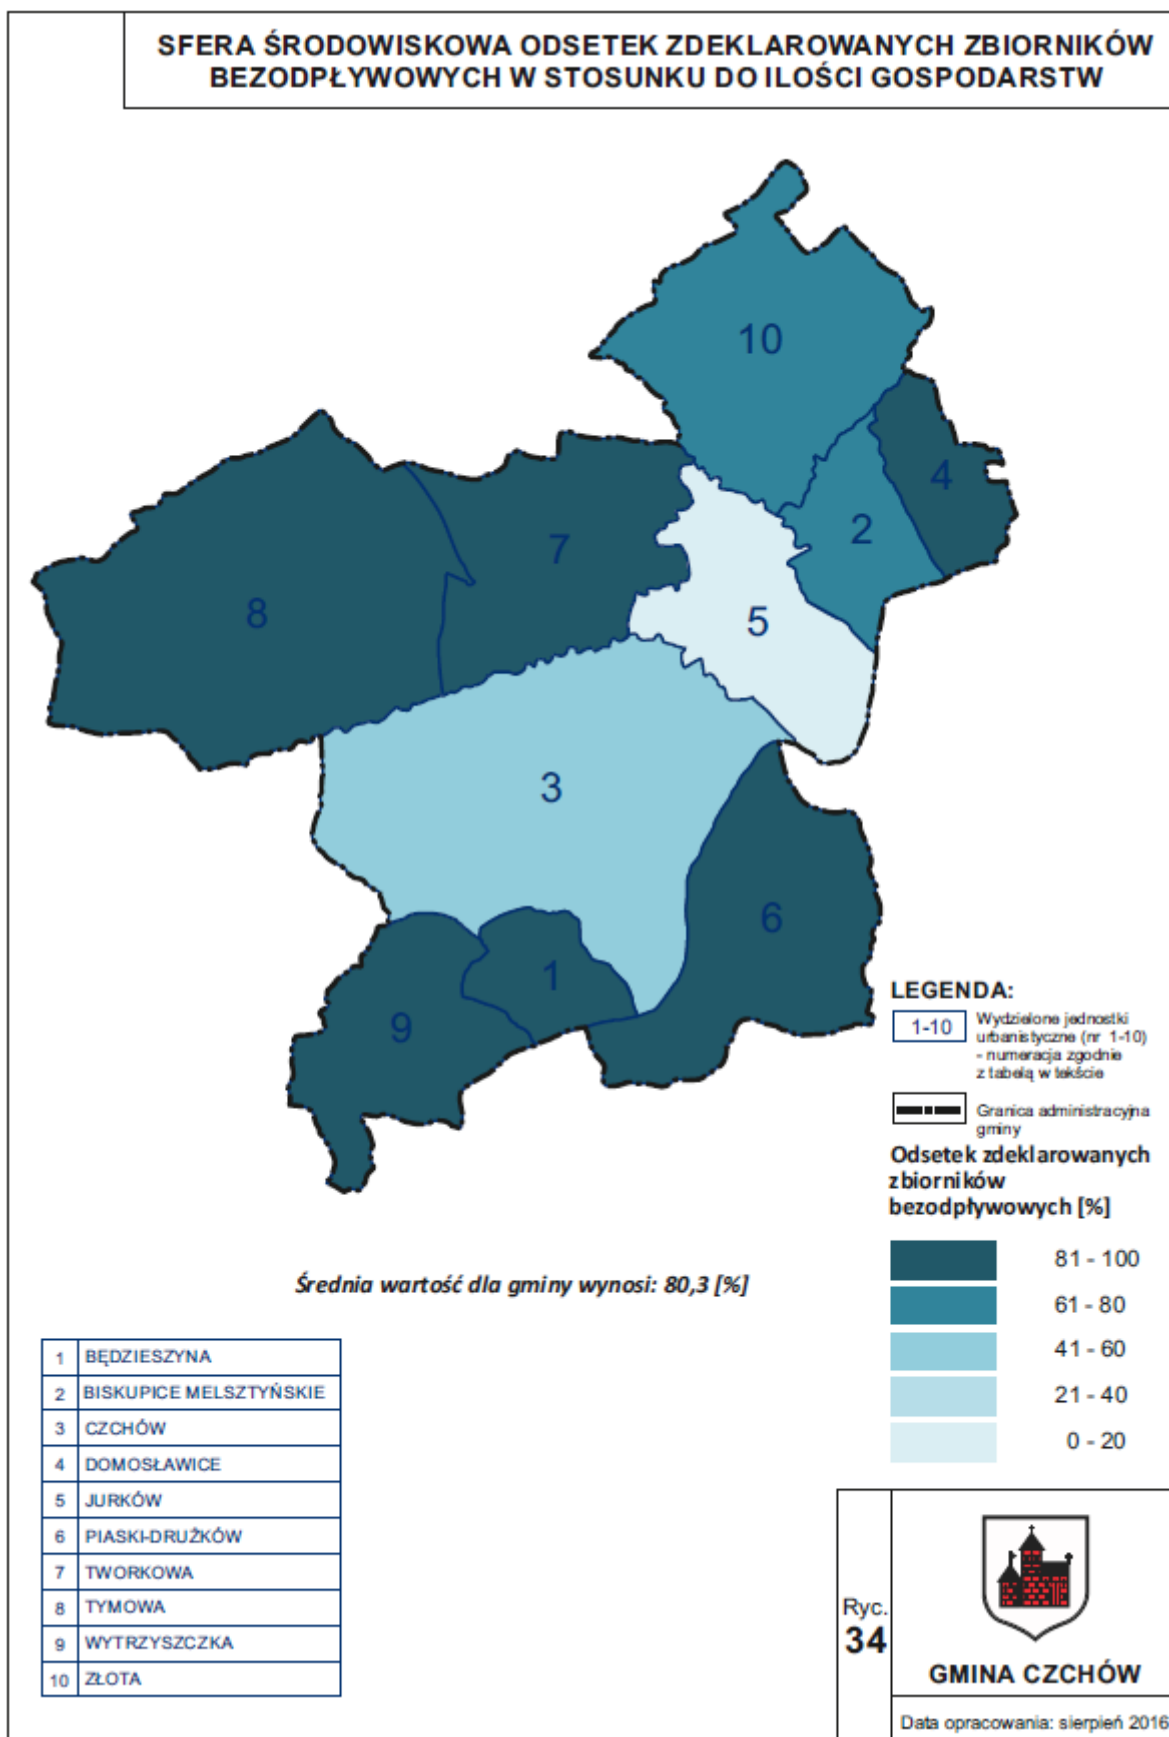 SFERA ŚRODOWISKOWA ODSETEK ZDEKLAROWANYCH ZBIORNIKÓW
BEZODPŁYWOWYCH W STOSUNKU DO ILOŚCI GOSPODARSTW
10
4
2
7
5
8
3
6
1
9
LEGENDA:
1-10
Wydzielone jednostki
urbanistyczne (nr 1-10)
- numeracja zgodnie
z tabelą w tekście
Granica administracyjna
gminy
Odsetek zdeklarowanych
zbiorników
bezodpływowych [%]
81 - 100
61 - 80
41 - 60
21 - 40
0 - 20
Średnia wartość dla gminy wynosi: 80,3 [%]
1 BĘDZIESZYNA
2 BISKUPICE MELSZTYŃSKIE
3 CZCHÓW
4 DOMOSŁAWICE
5 JURKÓW
6 PIASKI-DRUŻKÓW
7 TWORKOWA
8 TYMOWA
9 WYTRZYSZCZKA
10 ZŁOTA
Ryc.
34
GMINA CZCHÓW
Data opracowania: sierpień 2016